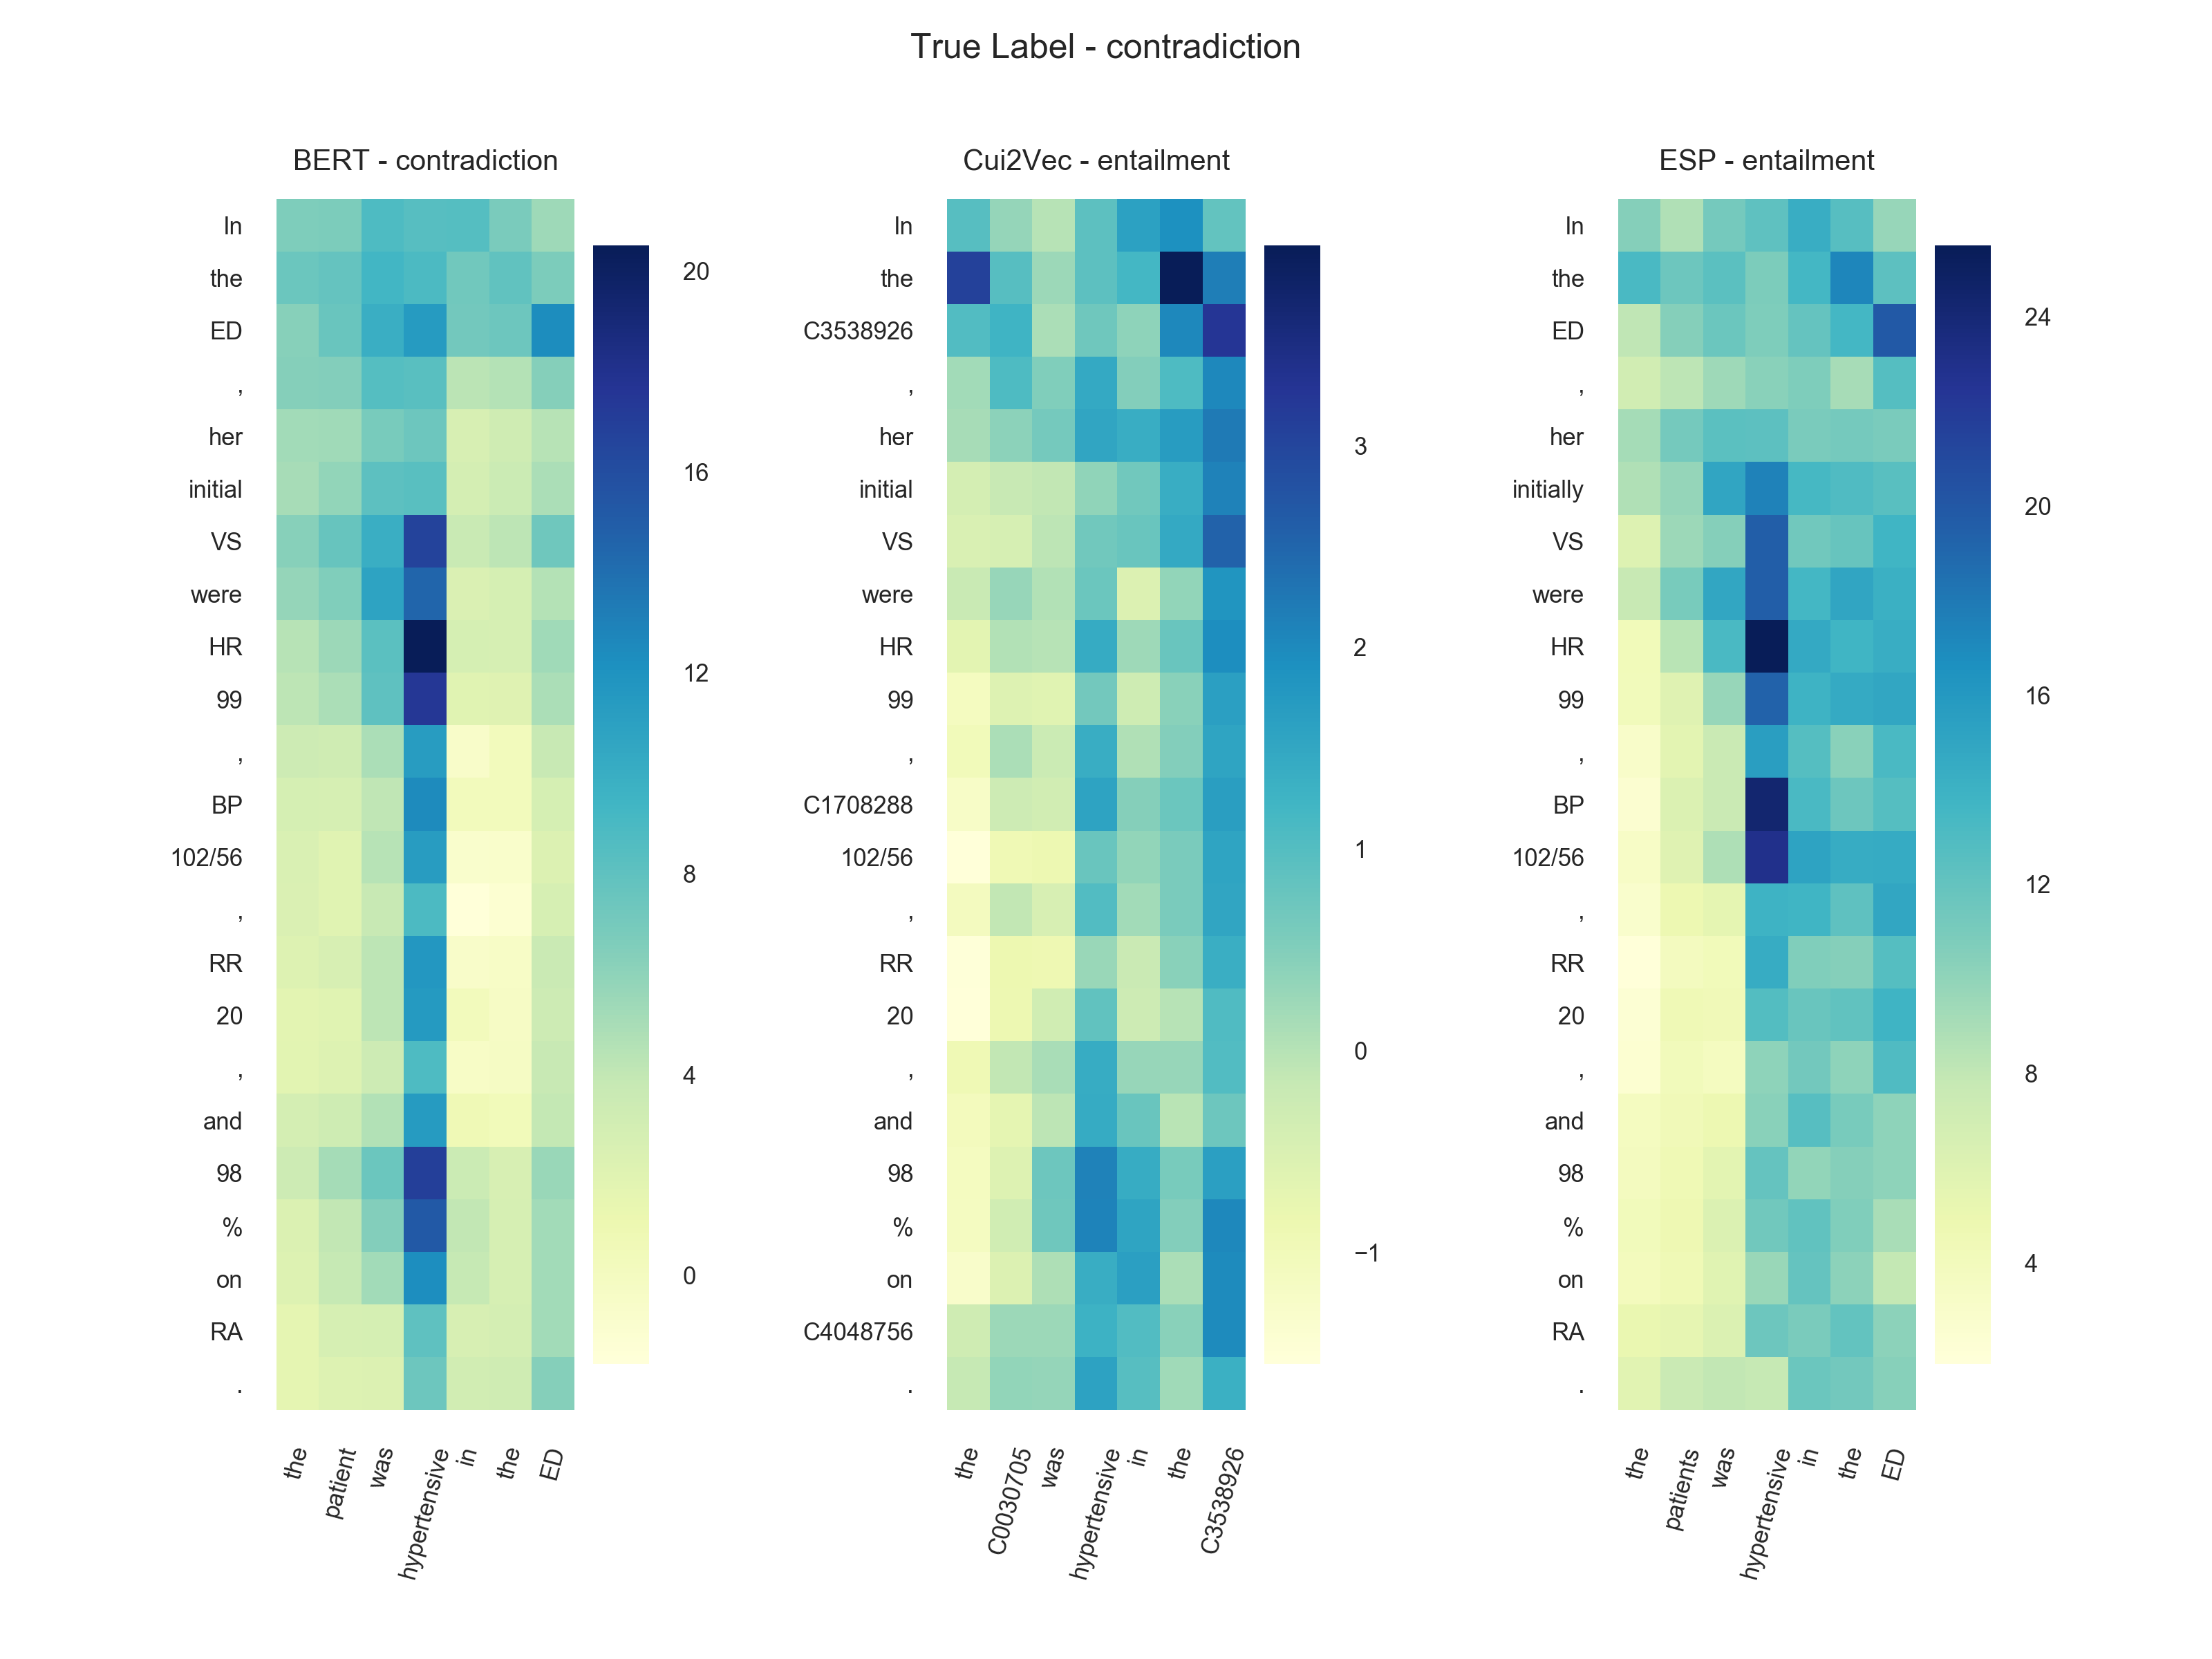 True Label - contradiction
BERT - contradiction
In
the
ED
,
her
initial
VS
were
HR
99
,
BP
102/56
,
RR
20
,
and
98
%
on
RA
.
the
patient
was
hypertensive
in
the
ED
20
16
12
8
4
0
Cui2Vec - entailment
In
the
C3538926
,
her
initial
VS
were
HR
99
,
C1708288
102/56
,
RR
20
,
and
98
%
on
C4048756
.
the
C0030705
was
hypertensive
in
the
C3538926
3
2
1
0
−1
ESP - entailment
In
the
ED
,
her
initially
VS
were
HR
99
,
BP
102/56
,
RR
20
,
and
98
%
on
RA
.
the
patients
was
hypertensive
in
the
ED
24
20
16
12
8
4